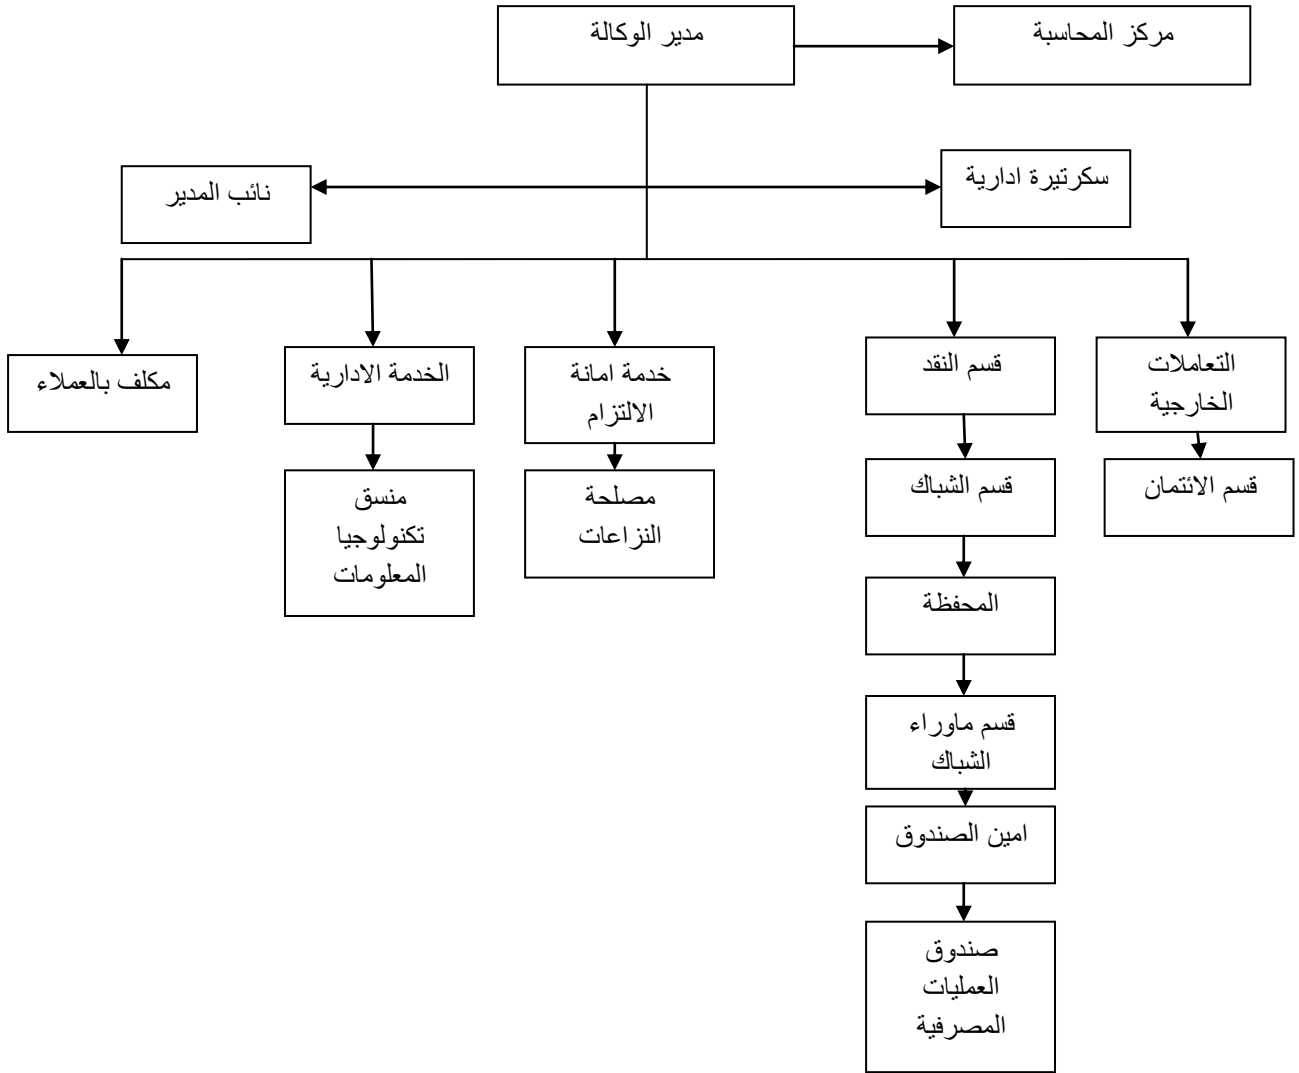 مركز المحاسبة
مدير الوكالة
سكرتيرة ادارية
نائب المدير
التعاملات
الخارجية
قسم النقد
خدمة امانة
الالتزام
الخدمة الادارية
مكلف بالعملاء
قسم الائتمان
قسم الشباك
مصلحة
النزاعات
منسق
تكنولوجيا
المعلومات
المحفظة
قسم ماوراء
الشباك
امين الصندوق
صندوق
العمليات
المصرفية